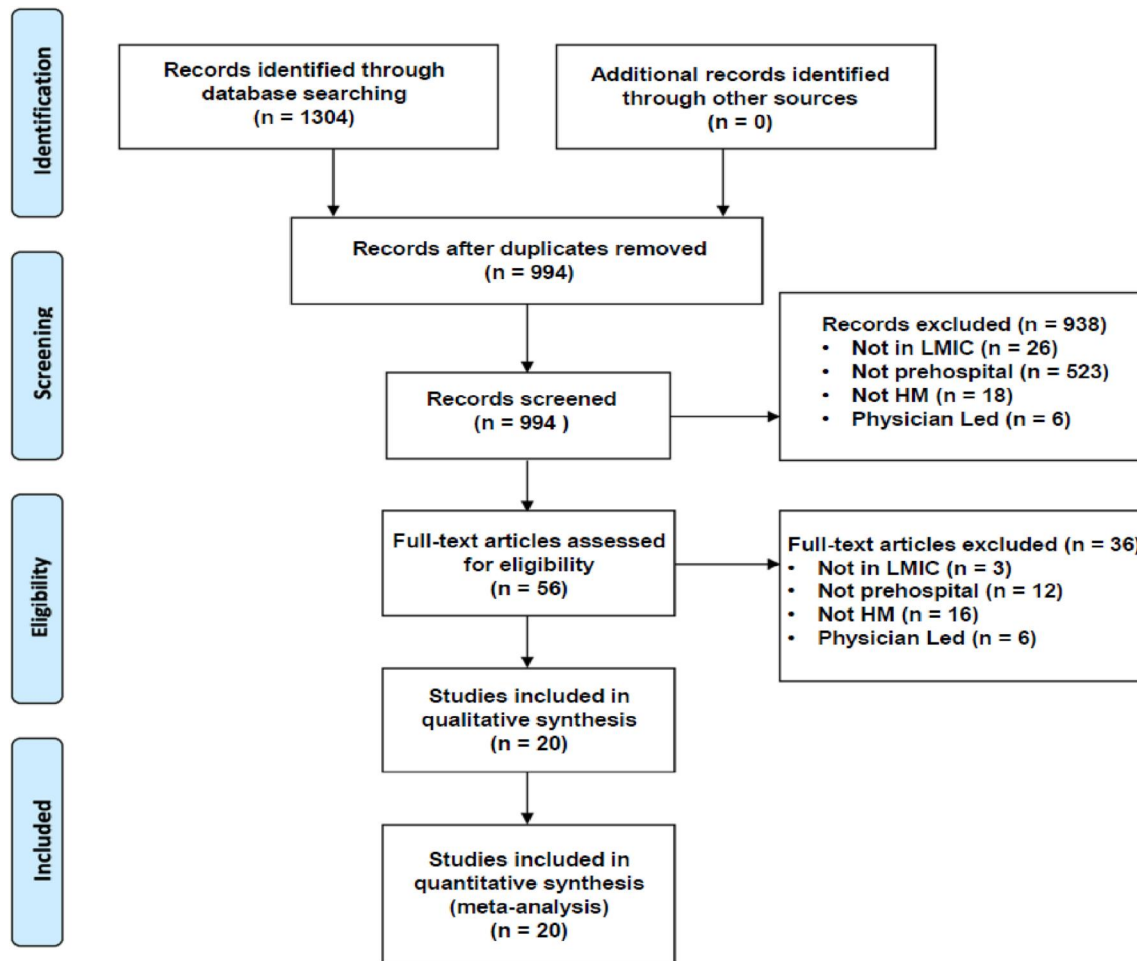 Identification
Records identified through
database searching
(n = 1304)
Additional records identified
through other sources
(n = 0)
Records after duplicates removed
(n = 994)
Screening
Records screened
(n = 994 )
Records excluded (n = 938)
• Not in LMIC (n = 26)
• Not prehospital (n = 523)
• Not HM (n = 18)
• Physician Led (n = 6)
Eligibility
Full-text articles assessed
for eligibility
(n = 56)
Full-text articles excluded (n = 36)
• Not in LMIC (n = 3)
• Not prehospital (n = 12)
• Not HM (n = 16)
• Physician Led (n = 6)
Studies included in
qualitative synthesis
(n = 20)
Included
Studies included in
quantitative synthesis
(meta-analysis)
(n = 20)